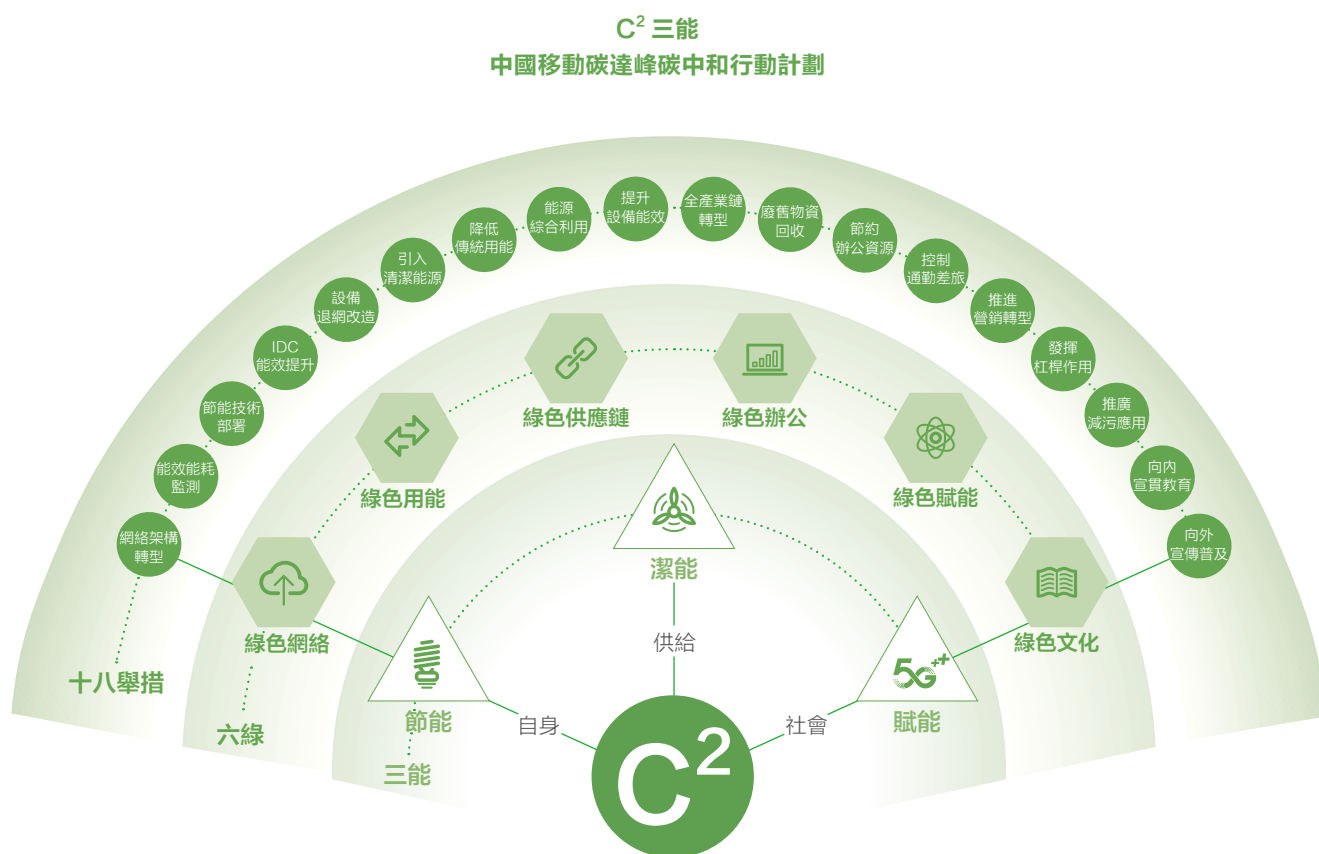 C² 三能
中國移動碳達峰碳中和行動計劃
網絡架構
轉型
能效能耗
監測
節能技術
部署
IDC
能效提升
設備
退網改造
引入
清潔能源
降低
傳統用能
能源
綜合利用
提升
設備能效
全產業鏈
轉型
廢舊物資
回收
節約
辦公資源
控制
通勤差旅
推進
營銷轉型
發揮
杠桿作用
推廣
減污應用
向內
宣貫教育
向外
宣傳普及
十八舉措
綠色網絡
綠色用能
綠色供應鏈
綠色辦公
綠色賦能
綠色文化
六綠
節能
潔能
5G++
賦能
三能
自身
供給
社會
C²